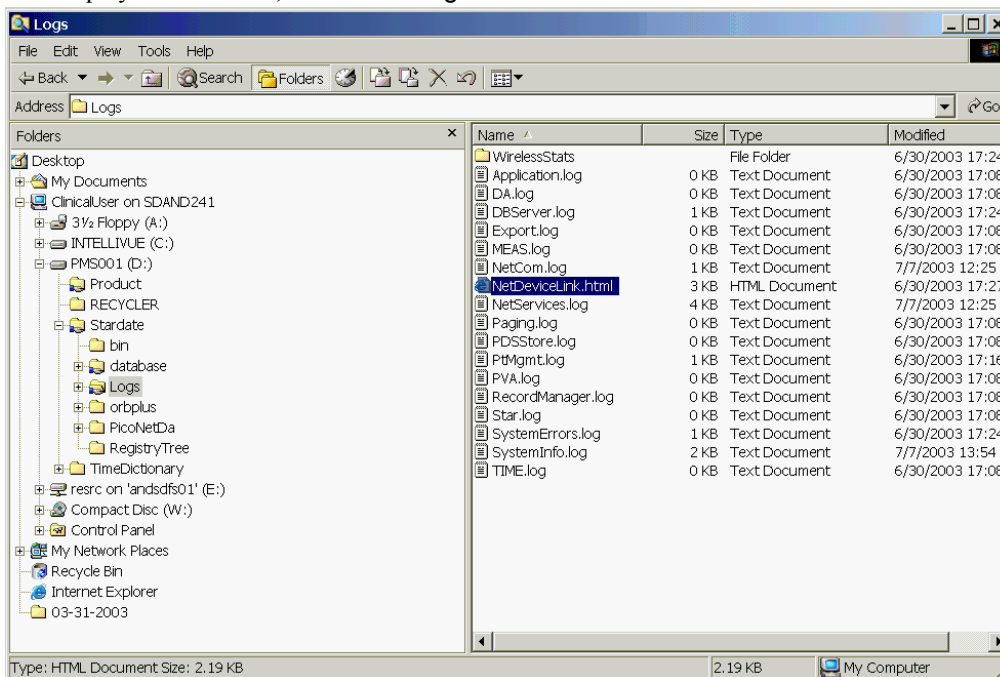 Logs
File Edit View Tools Help
Back Search Folders
Address Logs Go
Folders × Name Size Type Modified
Desktop
My Documents
ClinicalUser on SDAND241
3½ Floppy (A:)
INTELLIVUE (C:)
PMS001 (D:)
Product
RECYCLER
Stardate
bin
database
Logs
orbplus
PicoNetDa
RegistryTree
TimeDictionary
resrc on 'andsdfs01' (E:)
Compact Disc (W:)
Control Panel
My Network Places
Recycle Bin
Internet Explorer
03-31-2003
WirelessStats File Folder 6/30/2003 17:24
Application.log 0 KB Text Document 6/30/2003 17:08
DA.log 0 KB Text Document 6/30/2003 17:08
DBServer.log 1 KB Text Document 6/30/2003 17:24
Export.log 0 KB Text Document 6/30/2003 17:08
MEAS.log 0 KB Text Document 6/30/2003 17:08
NetCom.log 1 KB Text Document 7/7/2003 12:25
NetDeviceLink.html 3 KB HTML Document 6/30/2003 17:27
NetServices.log 4 KB Text Document 7/7/2003 12:25
Paging.log 0 KB Text Document 6/30/2003 17:08
PDSStore.log 0 KB Text Document 6/30/2003 17:08
PtMgmt.log 1 KB Text Document 6/30/2003 17:16
PVA.log 0 KB Text Document 6/30/2003 17:08
RecordManager.log 0 KB Text Document 6/30/2003 17:08
Star.log 0 KB Text Document 6/30/2003 17:08
SystemErrors.log 1 KB Text Document 6/30/2003 17:24
SystemInfo.log 2 KB Text Document 7/7/2003 13:54
TIME.log 0 KB Text Document 6/30/2003 17:08
Type: HTML Document Size: 2.19 KB 2.19 KB My Computer